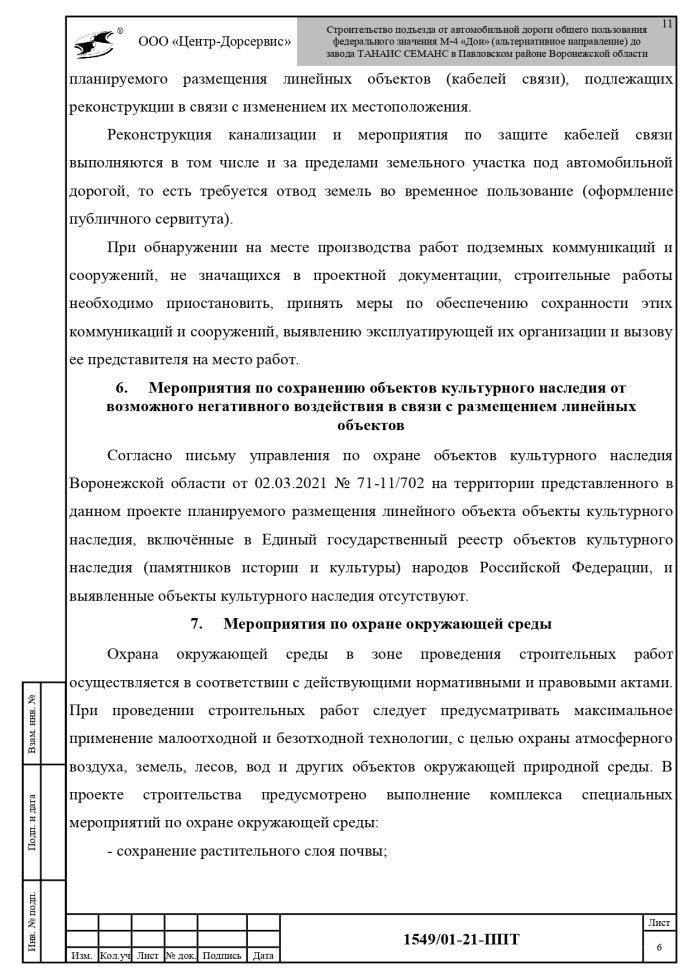 11
® ООО «Центр-Дорсервис»
Строительство подъезда от автомобильной дороги общего пользования
федерального значения М-4 «Дон» (альтернативное направление) до
завода ТАНАИС СЕМАНС в Павловском районе Воронежской области
планируемого размещения линейных объектов (кабелей связи), подлежащих
реконструкции в связи с изменением их местоположения.
Реконструкция канализации и мероприятия по защите кабелей связи
выполняются в том числе и за пределами земельного участка под автомобильной
дорогой, то есть требуется отвод земель во временное пользование (оформление
публичного сервитута).
При обнаружении на месте производства работ подземных коммуникаций и
сооружений, не значащихся в проектной документации, строительные работы
необходимо приостановить, принять меры по обеспечению сохранности этих
коммуникаций и сооружений, выявлению эксплуатирующей их организации и вызову
ее представителя на место работ.
6. Мероприятия по сохранению объектов культурного наследия от
возможного негативного воздействия в связи с размещением линейных
объектов
Согласно письму управления по охране объектов культурного наследия
Воронежской области от 02.03.2021 № 71-11/702 на территории представленного в
данном проекте планируемого размещения линейного объекта объекты культурного
наследия, включённые в Единый государственный реестр объектов культурного
наследия (памятников истории и культуры) народов Российской Федерации, и
выявленные объекты культурного наследия отсутствуют.
7. Мероприятия по охране окружающей среды
Охрана окружающей среды в зоне проведения строительных работ
осуществляется в соответствии с действующими нормативными и правовыми актами.
При проведении строительных работ следует предусматривать максимальное
применение малоотходной и безотходной технологии, с целью охраны атмосферного
воздуха, земель, лесов, вод и других объектов окружающей природной среды. В
проекте строительства предусмотрено выполнение комплекса специальных
мероприятий по охране окружающей среды:
- сохранение растительного слоя почвы;
Взам. инв. №
Подп. и дата
Инв. № подп.
Изм. Кол.уч Лист № док. Подпись Дата
1549/01-21-ППТ
Лист
6